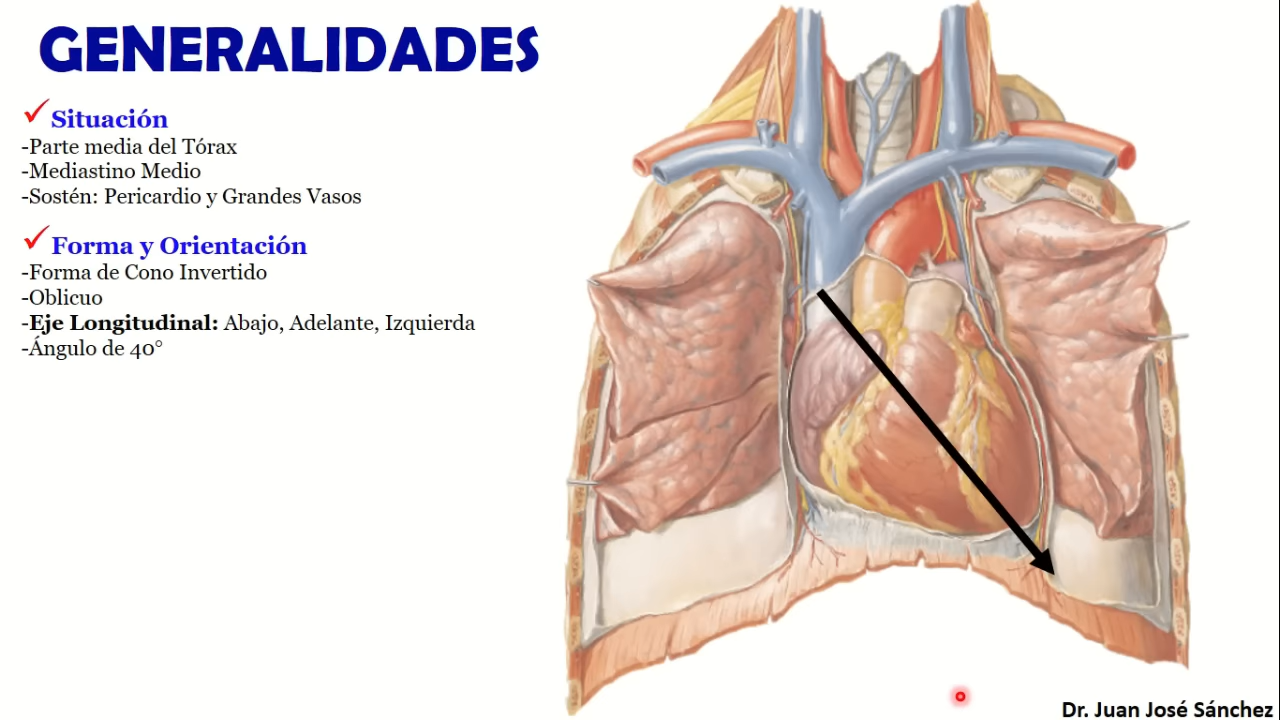 GENERALIDADES
Situación
-Parte media del Tórax
-Mediastino Medio
-Sostén: Pericardio y Grandes Vasos
Forma y Orientación
-Forma de Cono Invertido
-Oblicuo
-Eje Longitudinal: Abajo, Adelante, Izquierda
-Ángulo de 40°
Dr. Juan José Sánchez